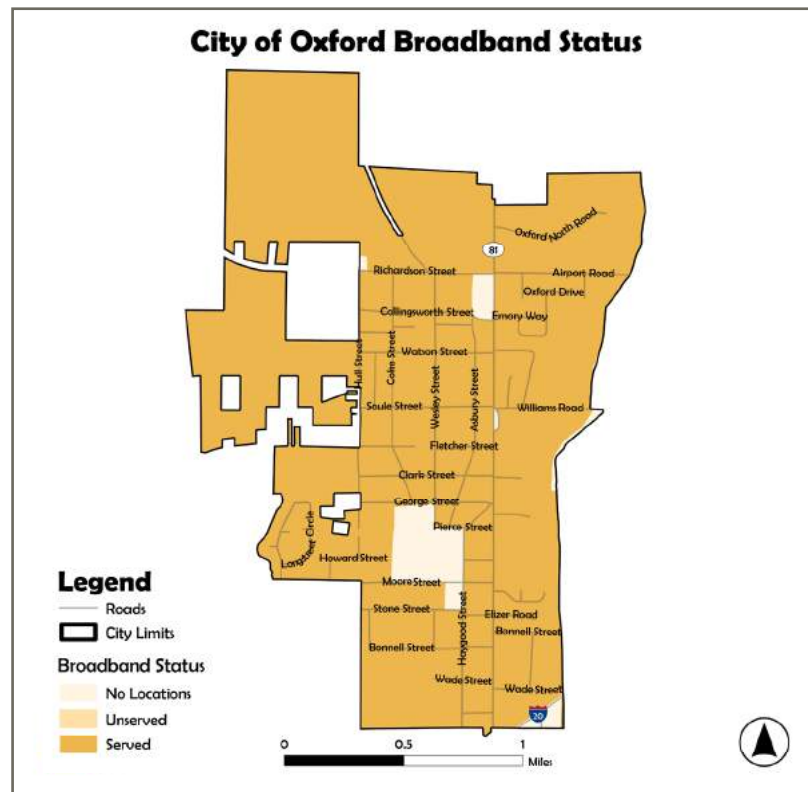 City of Oxford Broadband Status
Oxford North Road
81
Richardson Street
Airport Road
Oxford Drive
Collingsworth Street
Emory Way
Watson Street
Hull Street
Coke Street
Wesley Street
Asbury Street
Soule Street
Williams Road
Fletcher Street
Clark Street
George Street
Pierce Street
Longstreet Circle
Howard Street
Moore Street
Stone Street
Haygood Street
Elizer Road
Bonnell Street
Bonnell Street
Wade Street
Wade Street
20
Legend
Roads
City Limits
Broadband Status
No Locations
Unserved
Served
0 0.5 1
Miles